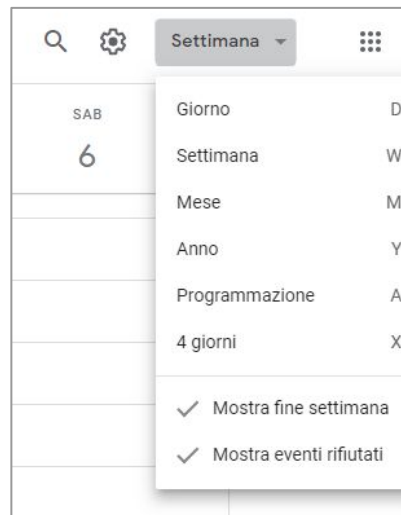 Settimana
SAB
6
Giorno D
Settimana W
Mese M
Anno Y
Programmazione A
4 giorni X
Mostra fine settimana
Mostra eventi rifiutati